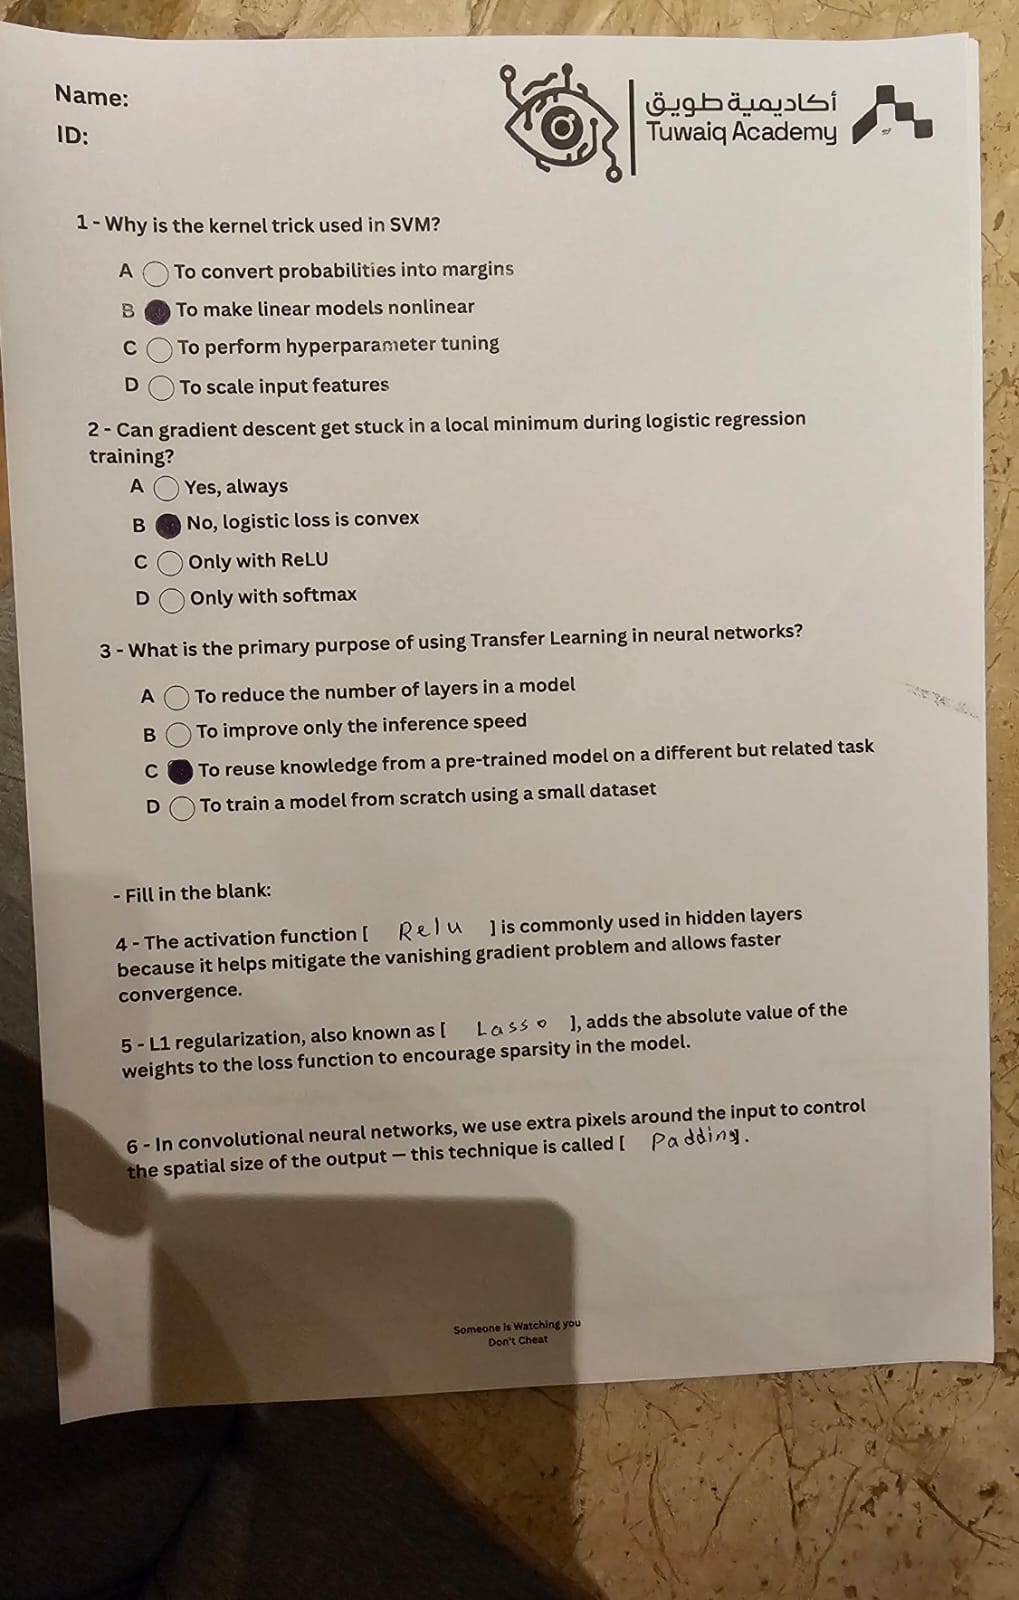 Name:
ID:
أكاديمية طويق
Tuwaiq Academy
1 - Why is the kernel trick used in SVM?
A To convert probabilities into margins
B To make linear models nonlinear
C To perform hyperparameter tuning
D To scale input features
2 - Can gradient descent get stuck in a local minimum during logistic regression
training?
A Yes, always
B No, logistic loss is convex
C Only with ReLU
D Only with softmax
3 - What is the primary purpose of using Transfer Learning in neural networks?
A To reduce the number of layers in a model
B To improve only the inference speed
C To reuse knowledge from a pre-trained model on a different but related task
D To train a model from scratch using a small dataset
- Fill in the blank:
4 - The activation function [ Relu ] is commonly used in hidden layers
because it helps mitigate the vanishing gradient problem and allows faster
convergence.
5 - L1 regularization, also known as [ Lasso ], adds the absolute value of the
weights to the loss function to encourage sparsity in the model.
6 - In convolutional neural networks, we use extra pixels around the input to control
the spatial size of the output — this technique is called [ Padding.
Someone is Watching you
Don't Cheat